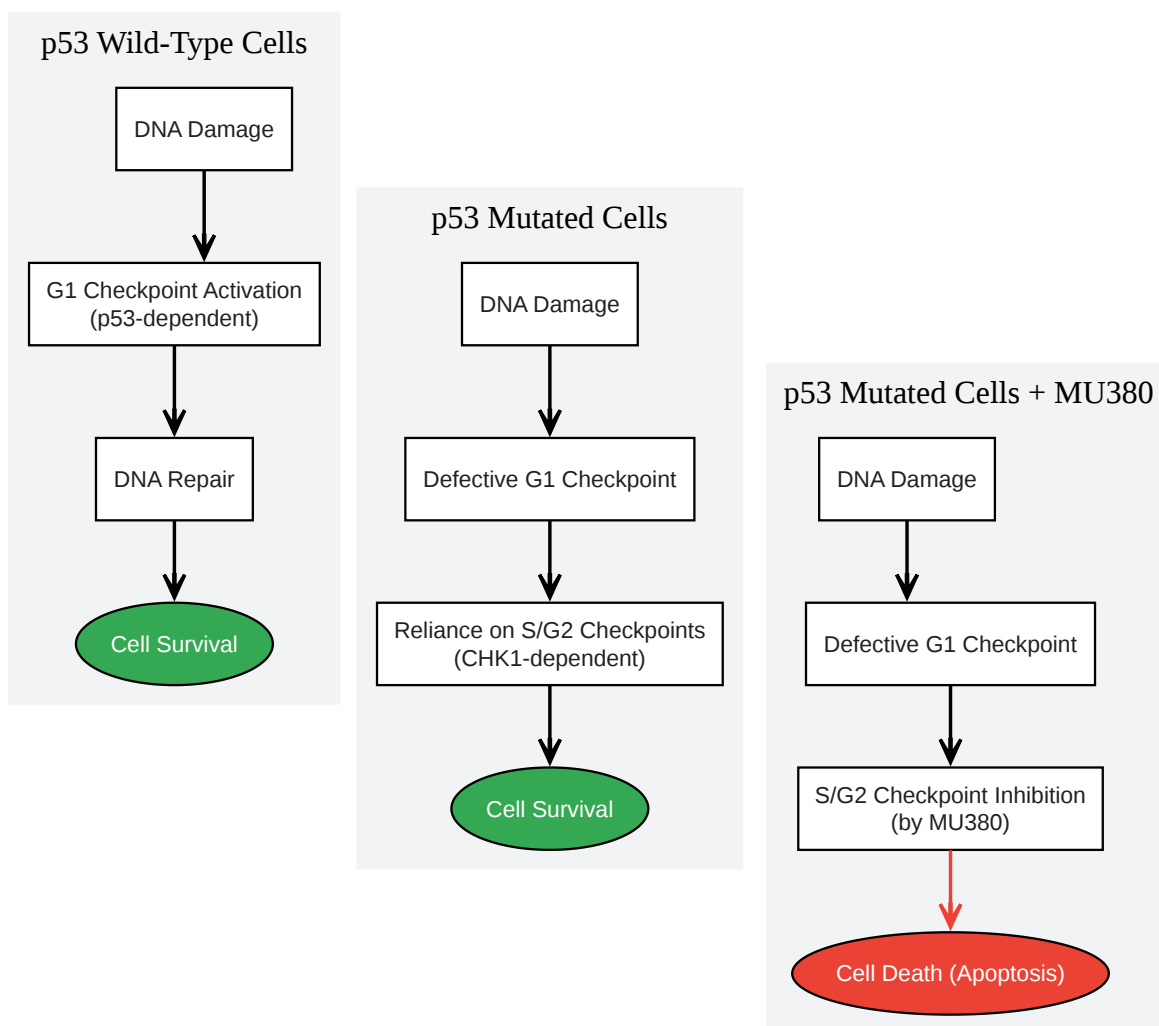 p53 Wild-Type Cells
DNA Damage
G1 Checkpoint Activation
(p53-dependent)
DNA Repair
Cell Survival
p53 Mutated Cells
DNA Damage
Defective G1 Checkpoint
Reliance on S/G2 Checkpoints
(CHK1-dependent)
Cell Survival
p53 Mutated Cells + MU380
DNA Damage
Defective G1 Checkpoint
S/G2 Checkpoint Inhibition
(by MU380)
Cell Death (Apoptosis)